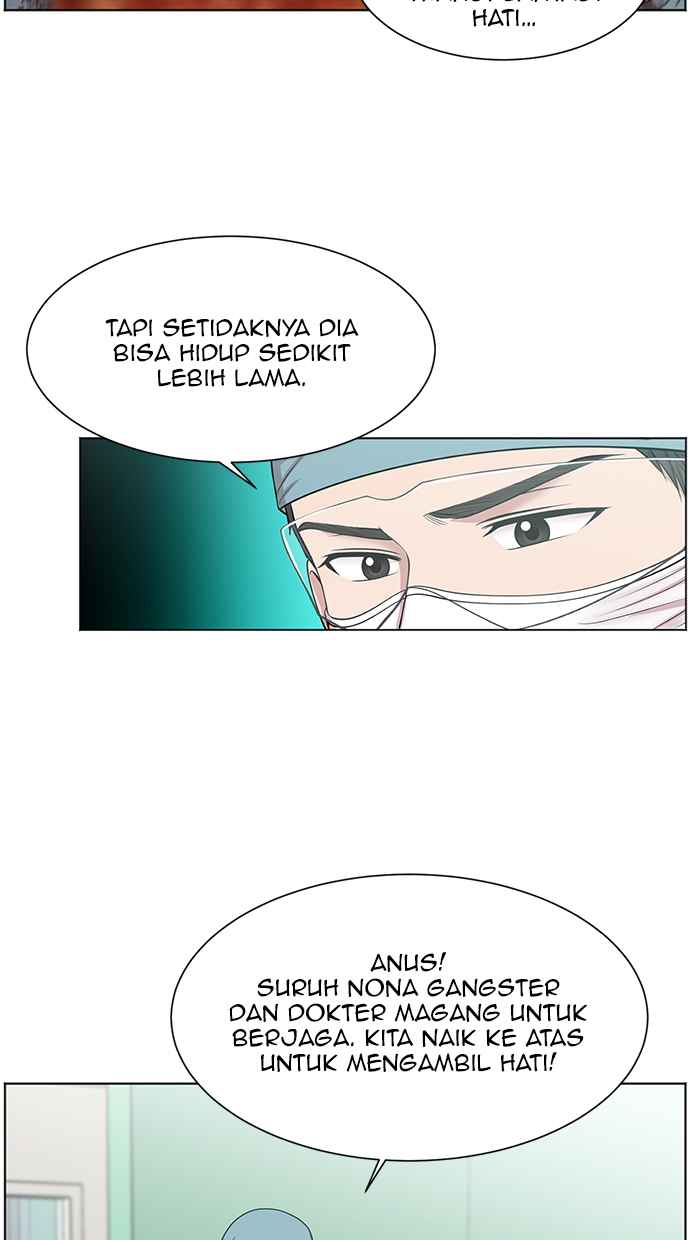 HATI...
TAPI SETIDAKNYA DIA
BISA HIDUP SEDIKIT
LEBIH LAMA.
ANUS!
SURUH NONA GANGSTER
DAN DOKTER MAGANG UNTUK
BERJAGA. KITA NAIK KE ATAS
UNTUK MENGAMBIL HATI!